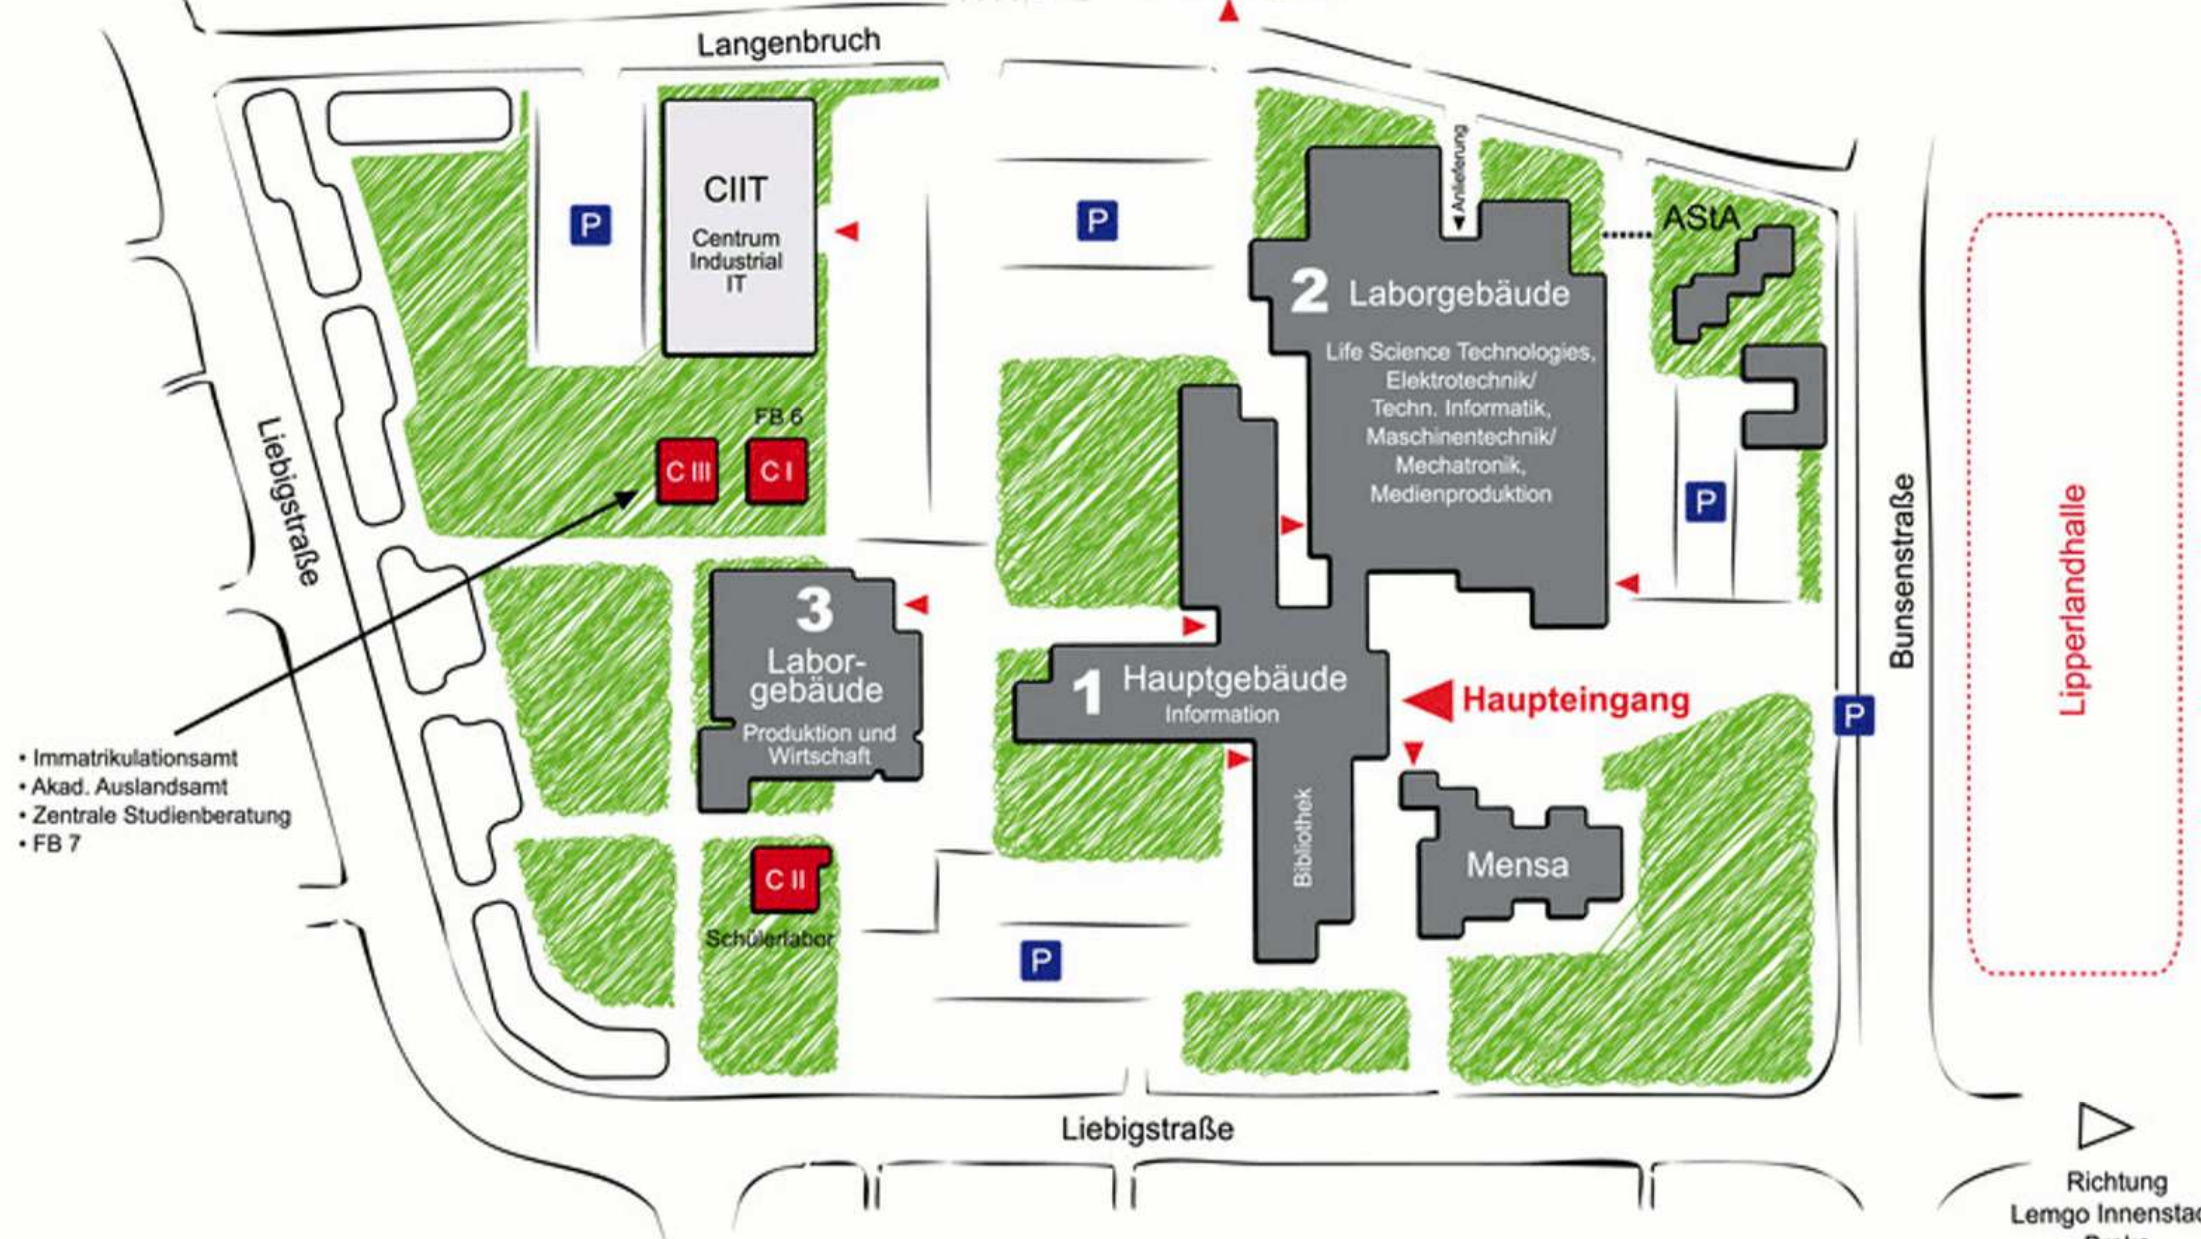 Langenbruch
CIIT
Centrum
Industrial
IT
P
P
Anlieferung
AStA
2 Laborgebäude
Life Science Technologies,
Elektrotechnik/
Techn. Informatik,
Maschinentechnik/
Mechatronik,
Medienproduktion
FB 6
C III
C I
P
Liebigstraße
Bunsenstraße
Lipperlandhalle
3
Labor-
gebäude
Produktion und
Wirtschaft
1 Hauptgebäude
Information
Haupteingang
P
• Immatrikulationsamt
• Akad. Auslandsamt
• Zentrale Studienberatung
• FB 7
Bibliothek
Mensa
C II
Schülerlabor
P
Liebigstraße
Richtung
Lemgo Innenstad